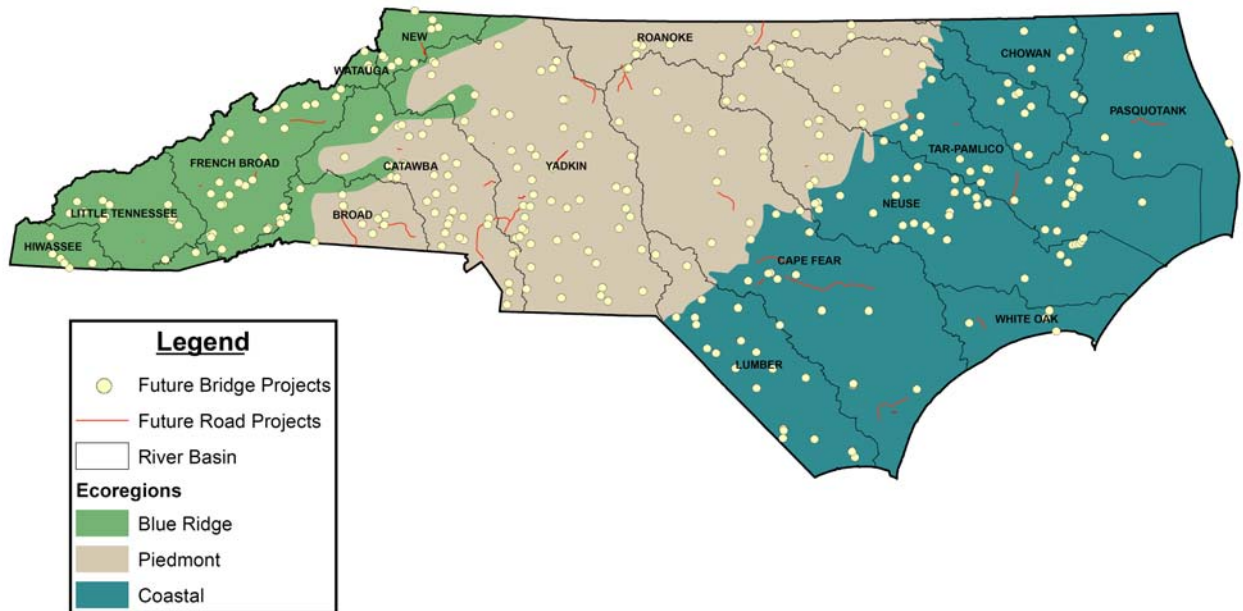 NEW
ROANOKE
CHOWAN
WATAUGA
PASQUOTANK
TAR-PAMLICO
FRENCH BROAD
CATAWBA
YADKIN
LITTLE TENNESSEE
BROAD
NEUSE
HIWASSEE
CAPE FEAR
WHITE OAK
LUMBER
Legend
Future Bridge Projects
Future Road Projects
River Basin
Ecoregions
Blue Ridge
Piedmont
Coastal